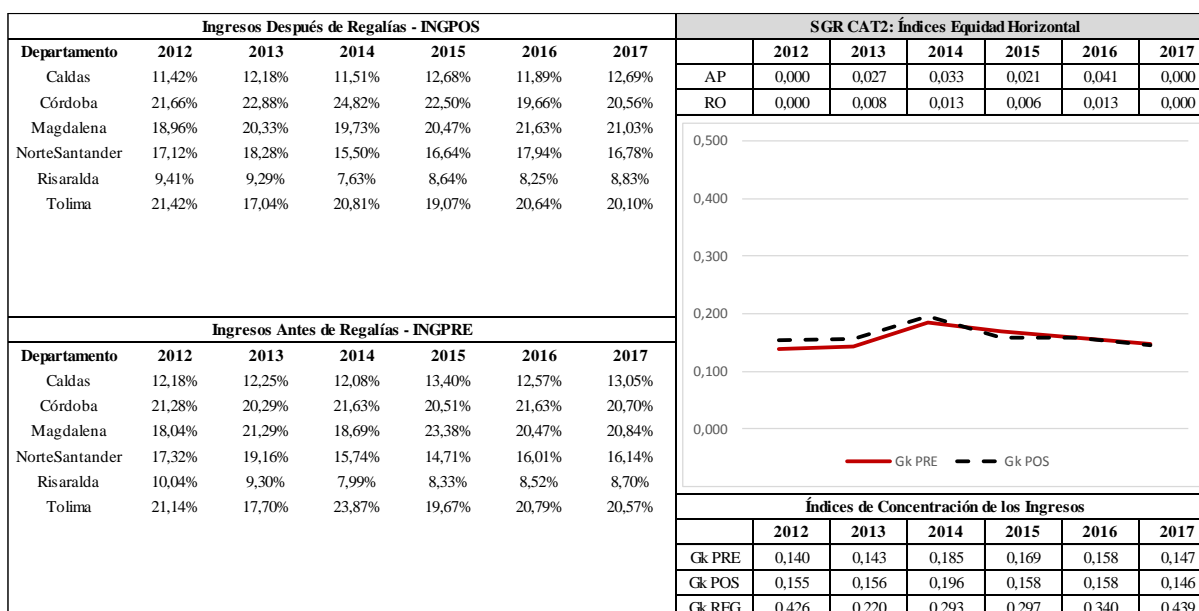 Ingresos Después de Regalías - INGPOS
Departamento 2012 2013 2014 2015 2016 2017
Caldas 11,42% 12,18% 11,51% 12,68% 11,89% 12,69%
Córdoba 21,66% 22,88% 24,82% 22,50% 19,66% 20,56%
Magdalena 18,96% 20,33% 19,73% 20,47% 21,63% 21,03%
NorteSantander 17,12% 18,28% 15,50% 16,64% 17,94% 16,78%
Risaralda 9,41% 9,29% 7,63% 8,64% 8,25% 8,83%
Tolima 21,42% 17,04% 20,81% 19,07% 20,64% 20,10%
Ingresos Antes de Regalías - INGPRE
Departamento 2012 2013 2014 2015 2016 2017
Caldas 12,18% 12,25% 12,08% 13,40% 12,57% 13,05%
Córdoba 21,28% 20,29% 21,63% 20,51% 21,63% 20,70%
Magdalena 18,04% 21,29% 18,69% 23,38% 20,47% 20,84%
NorteSantander 17,32% 19,16% 15,74% 14,71% 16,01% 16,14%
Risaralda 10,04% 9,30% 7,99% 8,33% 8,52% 8,70%
Tolima 21,14% 17,70% 23,87% 19,67% 20,79% 20,57%
SGR CAT2: Índices Equidad Horizontal
2012 2013 2014 2015 2016 2017
AP 0,000 0,027 0,033 0,021 0,041 0,000
RO 0,000 0,008 0,013 0,006 0,013 0,000
0,500
0,400
0,300
0,200
0,100
0,000
Gk PRE Gk POS
Índices de Concentración de los Ingresos
2012 2013 2014 2015 2016 2017
Gk PRE 0,140 0,143 0,185 0,169 0,158 0,147
Gk POS 0,155 0,156 0,196 0,158 0,158 0,146
Gk REG 0,426 0,220 0,293 0,297 0,340 0,439